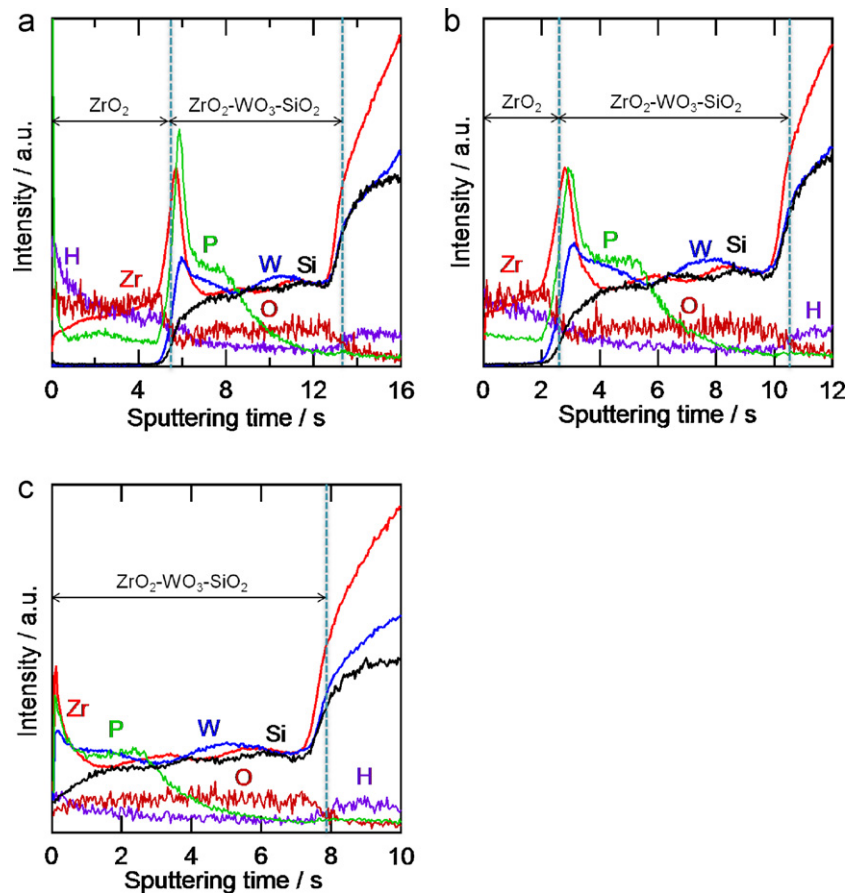 a
ZrO₂
ZrO₂-WO₃-SiO₂
H
Zr
P
W
Si
O
Intensity / a.u.
0 4 8 12 16
Sputtering time / s
b
ZrO₂
ZrO₂-WO₃-SiO₂
Zr
P
W
Si
O
H
Intensity / a.u.
0 2 4 6 8 10 12
Sputtering time / s
c
ZrO₂-WO₃-SiO₂
Zr
P
W
Si
O
H
Intensity / a.u.
0 2 4 6 8 10
Sputtering time / s